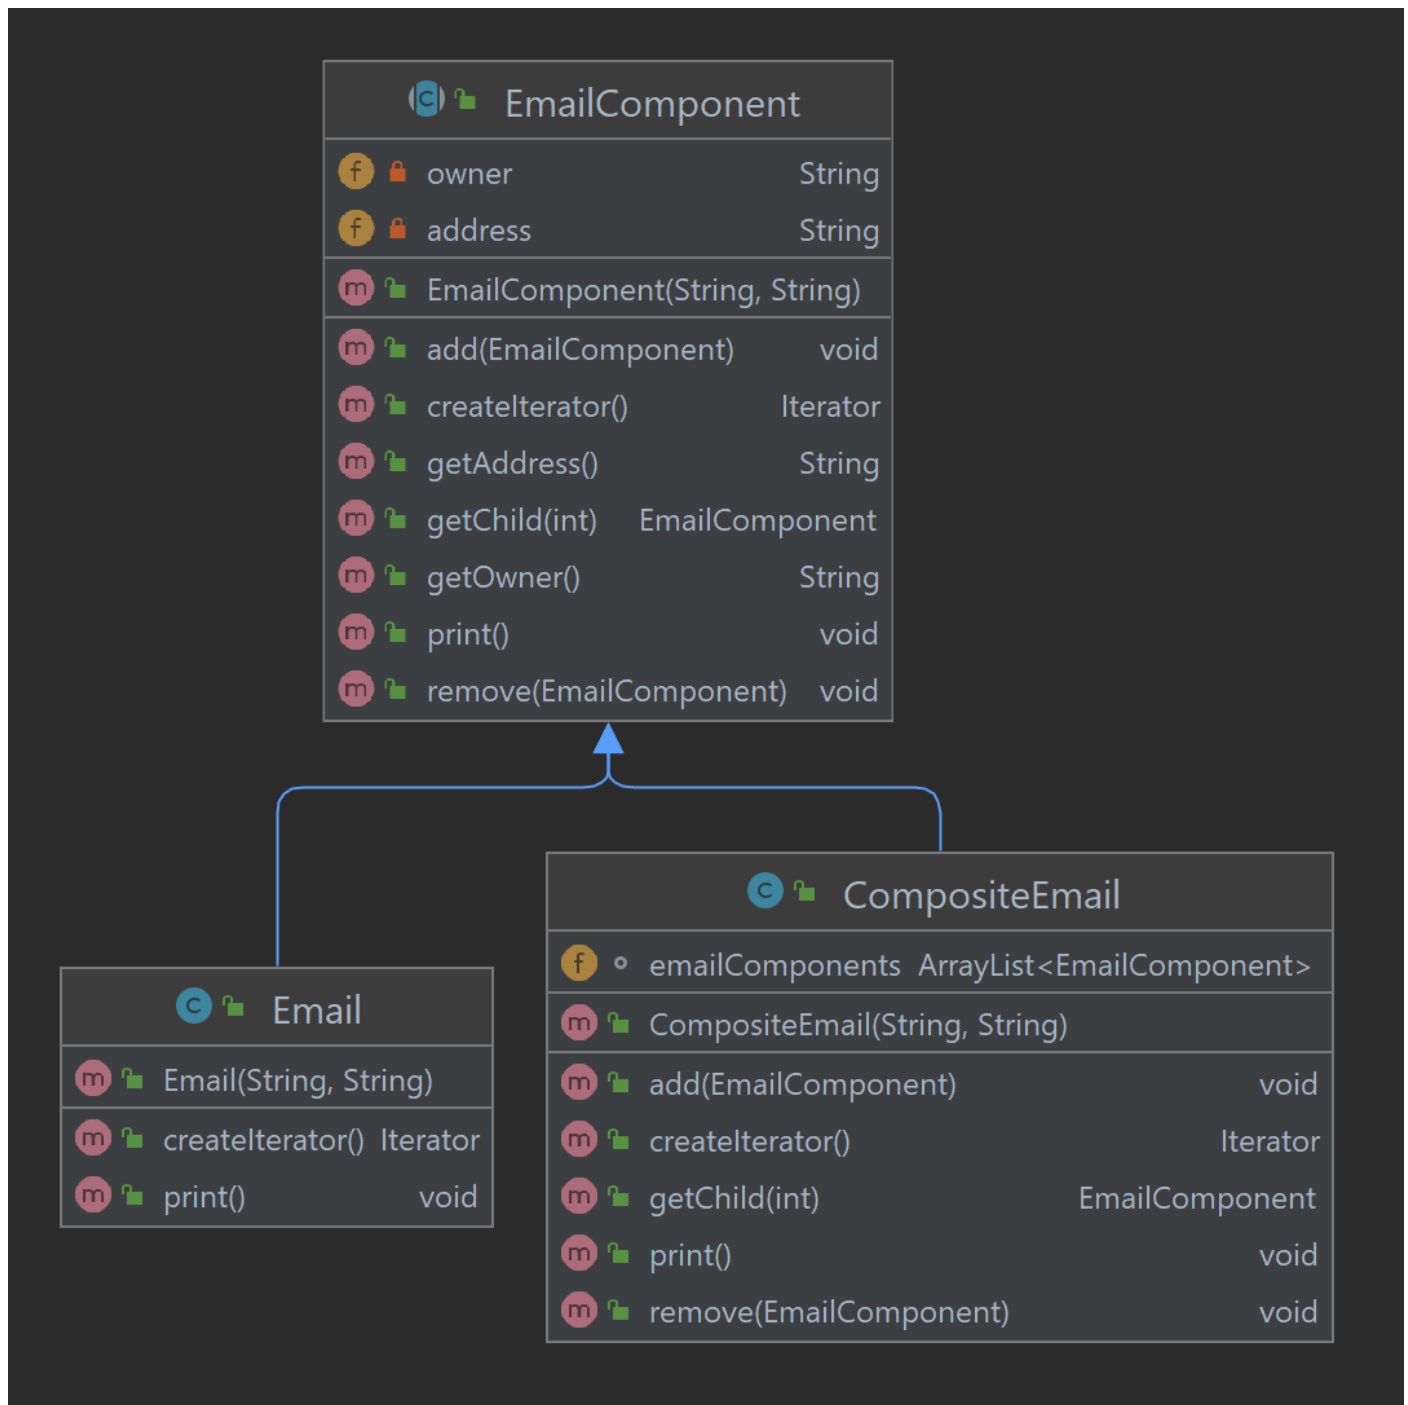 EmailComponent
owner String
address String
EmailComponent(String, String)
add(EmailComponent) void
createIterator() Iterator
getAddress() String
getChild(int) EmailComponent
getOwner() String
print() void
remove(EmailComponent) void
CompositeEmail
emailComponents ArrayList<EmailComponent>
CompositeEmail(String, String)
add(EmailComponent) void
createIterator() Iterator
getChild(int) EmailComponent
print() void
remove(EmailComponent) void
Email
Email(String, String)
createIterator() Iterator
print() void